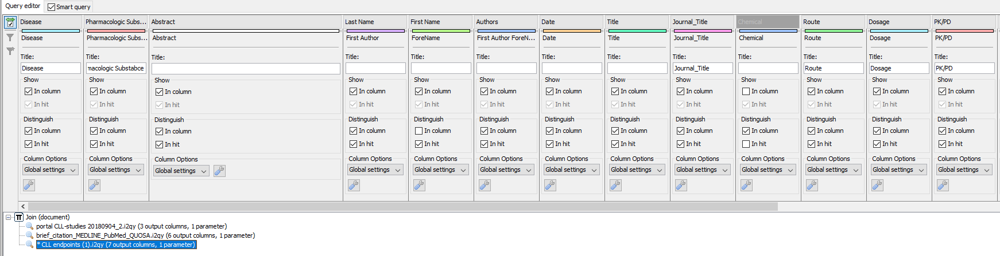 Query editor Smart query
Disease Pharmacologic Subs... Abstract Last Name First Name Authors Date Title Journal_Title Chemical Route Dosage PK/PD
Disease Pharmacologic Subs... Abstract First Author ForeName First Author ForeN... Date Title Journal_Title Chemical Route Dosage PK/PD
Title: Title: Title: Title: Title: Title: Title: Title: Title: Title: Title: Title: Title:
Disease macologic Substabce Journal_Title Route Dosage PK/PD
Show Show Show Show Show Show Show Show Show Show Show Show Show
In column In column In column In column In column In column In column In column In column In column In column In column In column
In hit In hit In hit In hit In hit In hit In hit In hit In hit In hit In hit In hit In hit
Distinguish Distinguish Distinguish Distinguish Distinguish Distinguish Distinguish Distinguish Distinguish Distinguish Distinguish Distinguish Distinguish
In column In column In column In column In column In column In column In column In column In column In column In column In column
In hit In hit In hit In hit In hit In hit In hit In hit In hit In hit In hit In hit In hit
Column Options Column Options Column Options Column Options Column Options Column Options Column Options Column Options Column Options Column Options Column Options Column Options Column Options
Global settings Global settings Global settings Global settings Global settings Global settings Global settings Global settings Global settings Global settings Global settings Global settings Global settings
Join (document)
portal CLL-studies 20180904_2.i2qy (3 output columns, 1 parameter)
brief_citation_MEDLINE_PubMed_QUOSA.i2qy (6 output columns, 1 parameter)
* CLL endpoints (1).i2qy (7 output columns, 1 parameter)